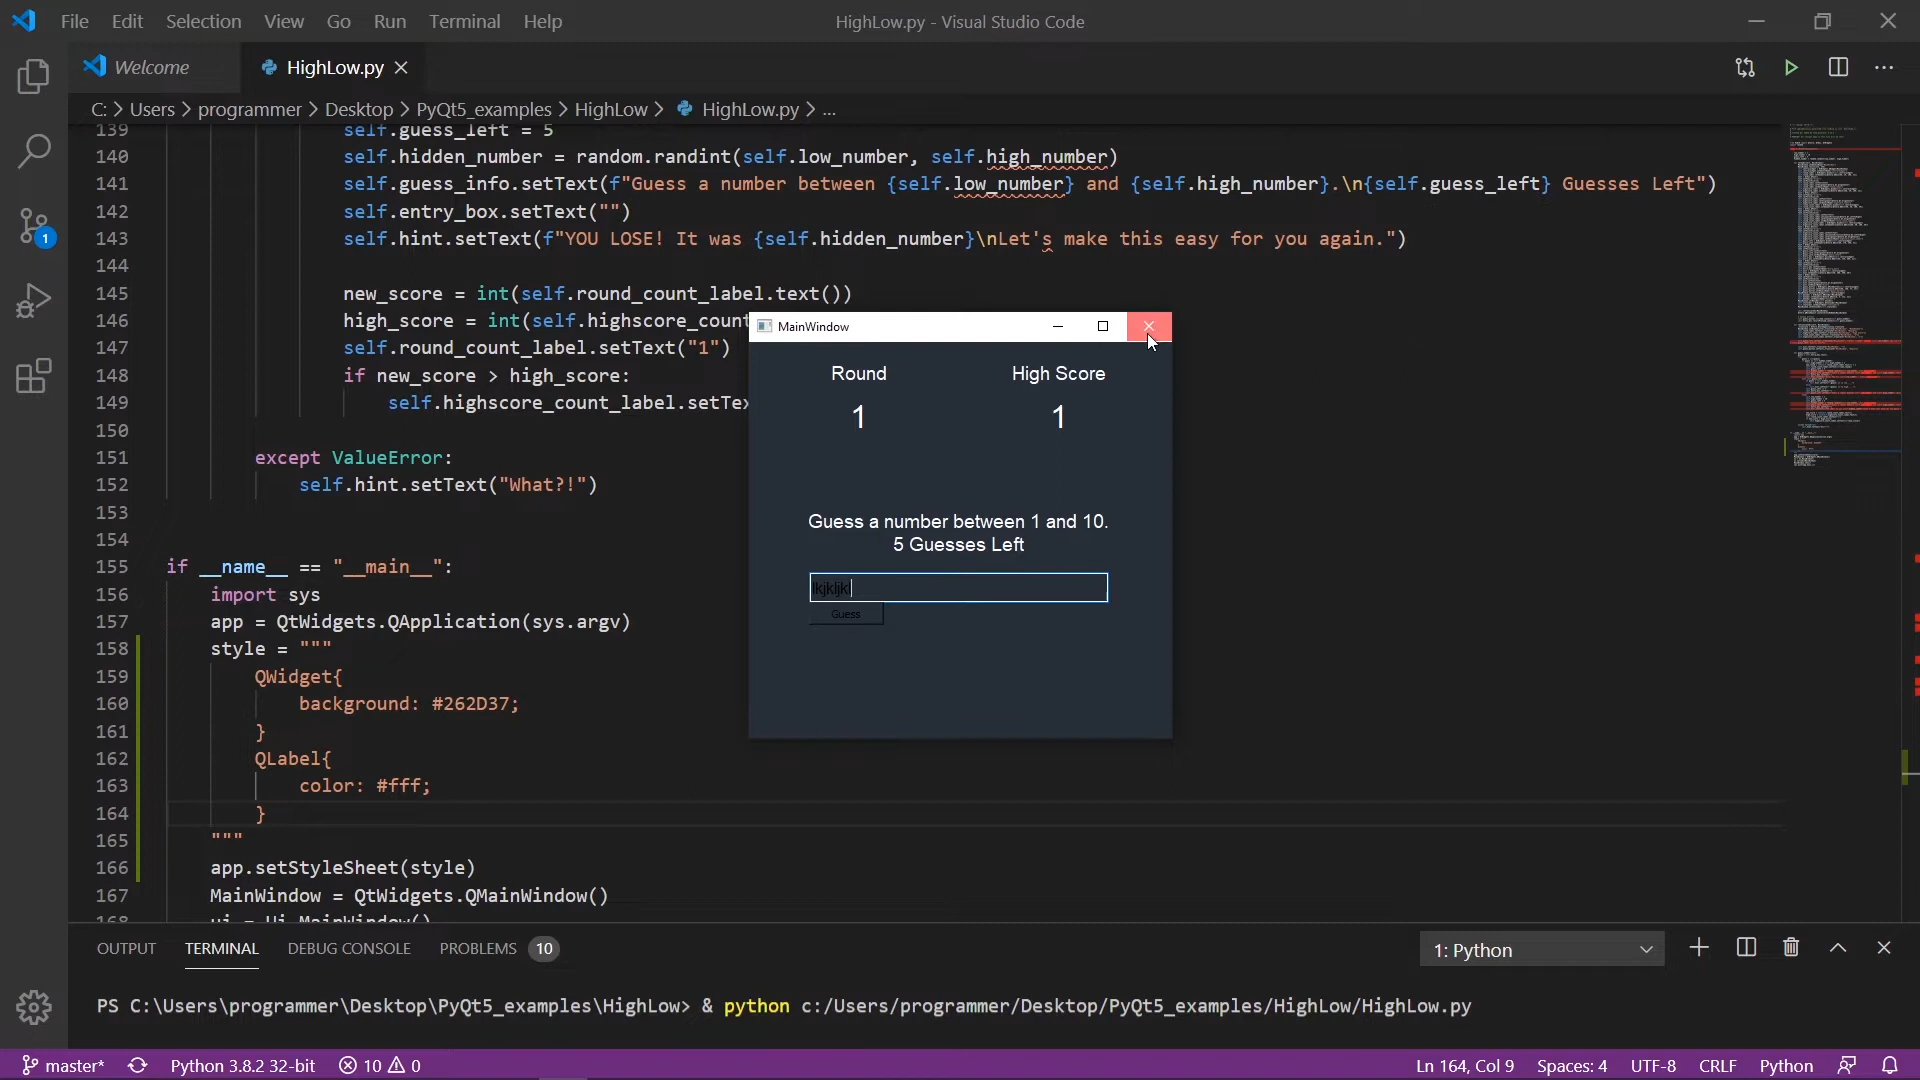 File Edit Selection View Go Run Terminal Help
HighLow.py - Visual Studio Code
Welcome
HighLow.py
C: > Users > programmer > Desktop > PyQt5_examples > HighLow > HighLow.py > ...
139 self.guess_left = 5
140 self.hidden_number = random.randint(self.low_number, self.high_number)
141 self.guess_info.setText(f"Guess a number between {self.low_number} and {self.high_number}.\n{self.guess_left} Guesses Left")
142 self.entry_box.setText("")
143 self.hint.setText(f"YOU LOSE! It was {self.hidden_number}\nLet's make this easy for you again.")
144
145 new_score = int(self.round_count_label.text())
146 high_score = int(self.highscore_count
147 self.round_count_label.setText("1")
148 if new_score > high_score:
149 self.highscore_count_label.setTex
150
151 except ValueError:
152 self.hint.setText("What?!")
153
154
155 if __name__ == "__main__":
156 import sys
157 app = QtWidgets.QApplication(sys.argv)
158 style = """
159 QWidget{
160 background: #262D37;
161 }
162 QLabel{
163 color: #fff;
164 }
165 """
166 app.setStyleSheet(style)
167 MainWindow = QtWidgets.QMainWindow()
168 ui = Ui_MainWindow()
MainWindow
Round High Score
1 1
Guess a number between 1 and 10.
5 Guesses Left
Guess
1
OUTPUT TERMINAL DEBUG CONSOLE PROBLEMS 10
1: Python
PS C:\Users\programmer\Desktop\PyQt5_examples\HighLow> & python c:/Users/programmer/Desktop/PyQt5_examples/HighLow/HighLow.py
master* Python 3.8.2 32-bit 10 0
Ln 164, Col 9 Spaces: 4 UTF-8 CRLF Python